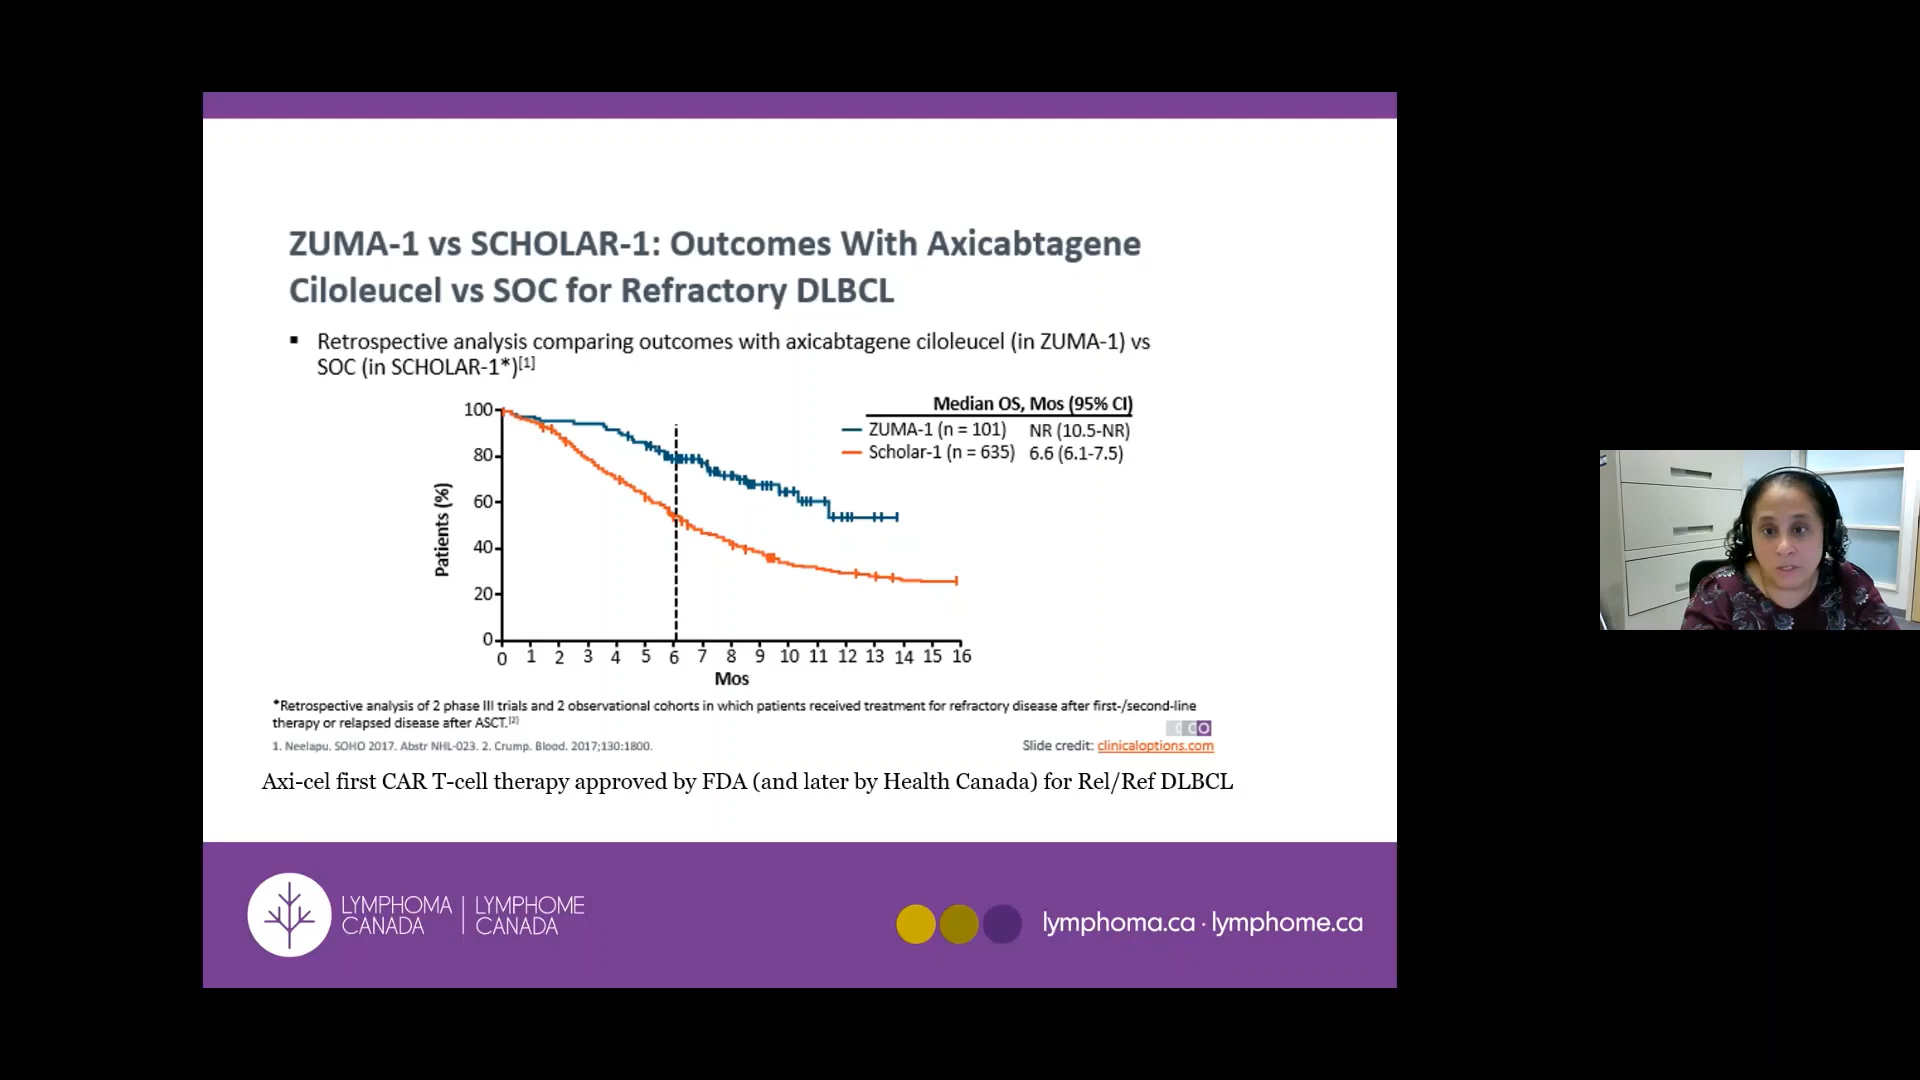 ZUMA-1 vs SCHOLAR-1: Outcomes With Axicabtagene
Ciloleucel vs SOC for Refractory DLBCL
▪ Retrospective analysis comparing outcomes with axicabtagene ciloleucel (in ZUMA-1) vs
SOC (in SCHOLAR-1*)[1]
Median OS, Mos (95% CI)
ZUMA-1 (n = 101) NR (10.5-NR)
Scholar-1 (n = 635) 6.6 (6.1-7.5)
Patients (%)
100
80
60
40
20
0
0 1 2 3 4 5 6 7 8 9 10 11 12 13 14 15 16
Mos
*Retrospective analysis of 2 phase III trials and 2 observational cohorts in which patients received treatment for refractory disease after first-/second-line
therapy or relapsed disease after ASCT.[2]
CCO
1. Neelapu. SOHO 2017. Abstr NHL-023. 2. Crump. Blood. 2017;130:1800.
Slide credit: clinicaloptions.com
Axi-cel first CAR T-cell therapy approved by FDA (and later by Health Canada) for Rel/Ref DLBCL
LYMPHOMA | LYMPHOME
CANADA | CANADA
lymphoma.ca · lymphome.ca